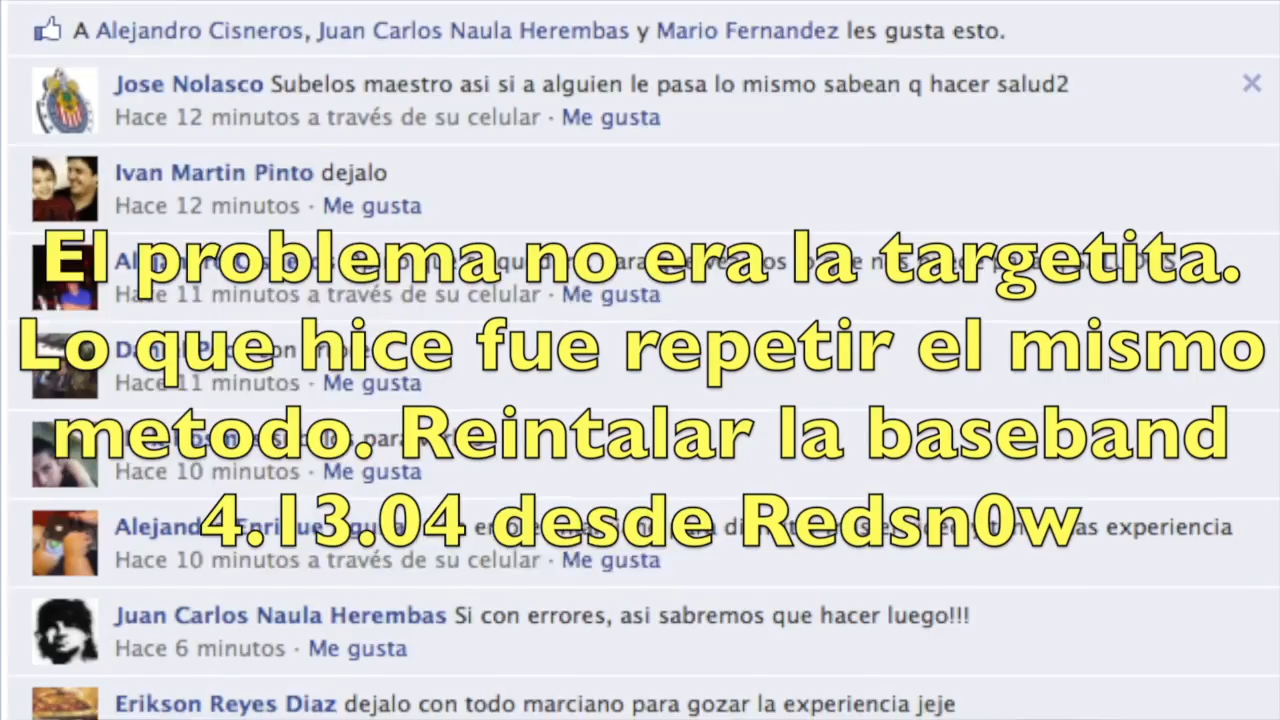 A Alejandro Cisneros, Juan Carlos Naula Herembas y Mario Fernandez les gusta esto.
Jose Nolasco Subelos maestro asi si a alguien le pasa lo mismo sabean q hacer salud2
Hace 12 minutos a través de su celular · Me gusta
Ivan Martin Pinto dejalo
Hace 12 minutos · Me gusta
El problema no era la targetita.
Hace 11 minutos a través de su celular · Me gusta
Lo que hice fue repetir el mismo
Hace 11 minutos · Me gusta
metodo. Reintalar la baseband
Hace 10 minutos · Me gusta
4.13.04 desde Redsn0w
experiencia
Hace 10 minutos a través de su celular · Me gusta
Juan Carlos Naula Herembas Si con errores, asi sabremos que hacer luego!!!
Hace 6 minutos · Me gusta
Erikson Reyes Diaz dejalo con todo marciano para gozar la experiencia jeje